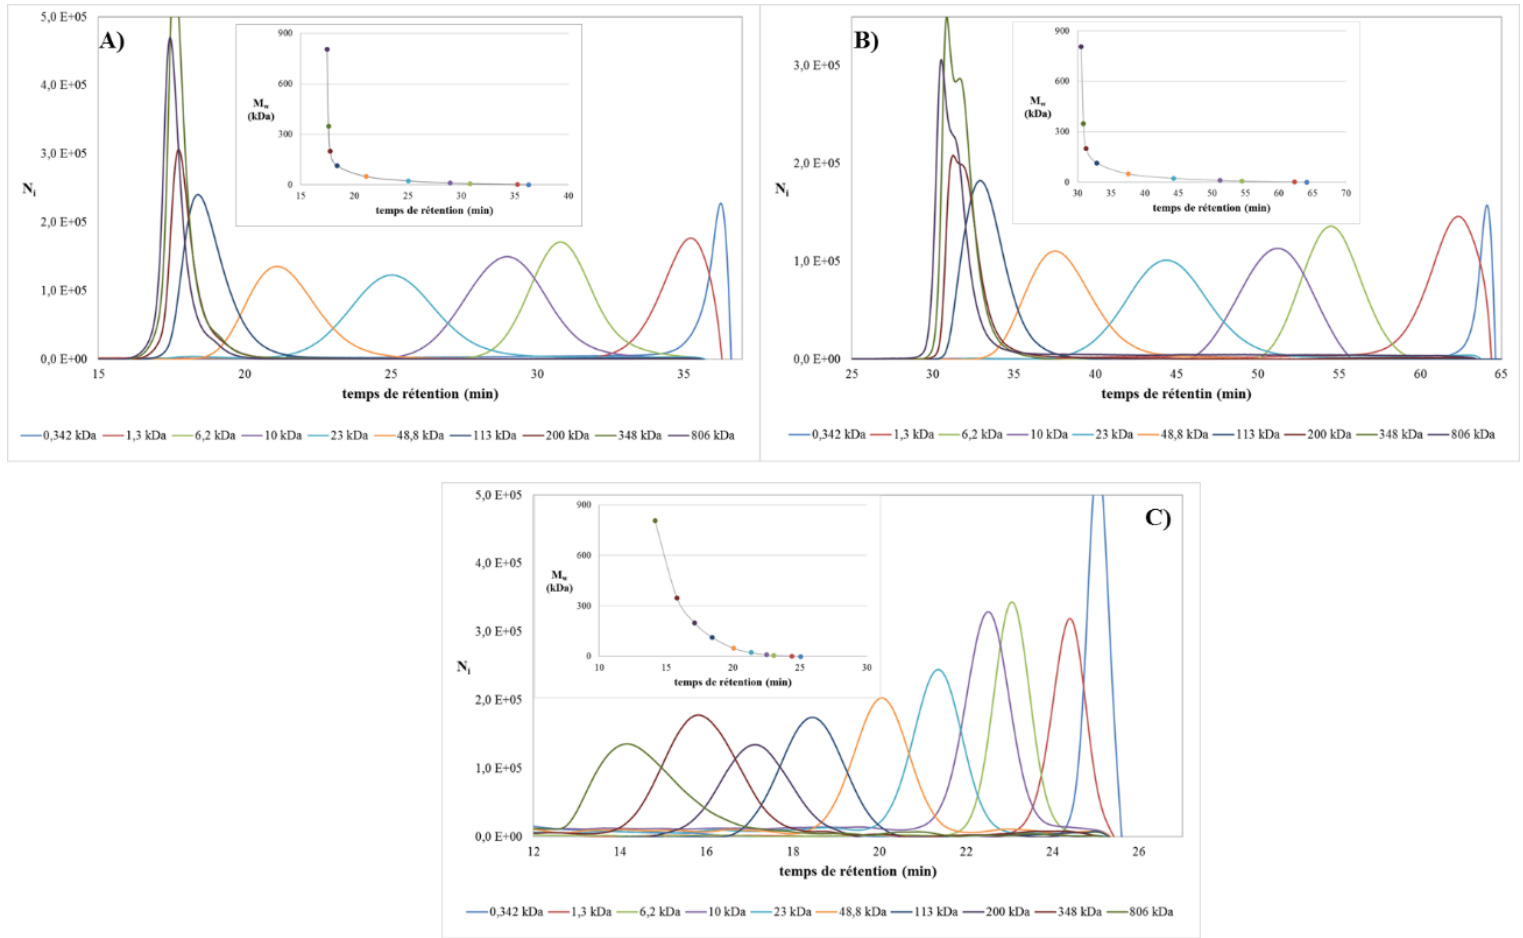 A)
5,0 E+05
4,0 E+05
3,0 E+05
2,0 E+05
1,0 E+05
0,0 E+00
Ni
15 20 25 30 35
temps de rétention (min)
900
600
300
0
Mw
(kDa)
15 20 25 30 35 40
temps de rétention (min)
0,342 kDa 1,3 kDa 6,2 kDa 10 kDa 23 kDa 48,8 kDa 113 kDa 200 kDa 348 kDa 806 kDa
B)
3,0 E+05
2,0 E+05
1,0 E+05
0,0 E+00
Ni
25 30 35 40 45 50 55 60 65
temps de rétentin (min)
900
600
300
0
Mw
(kDa)
30 40 50 60 70
temps de rétention (min)
0,342 kDa 1,3 kDa 6,2 kDa 10 kDa 23 kDa 48,8 kDa 113 kDa 200 kDa 348 kDa 806 kDa
C)
5,0 E+05
4,0 E+05
3,0 E+05
2,0 E+05
1,0 E+05
0,0 E+00
Ni
12 14 16 18 20 22 24 26
temps de rétention (min)
900
600
300
0
Mw
(kDa)
10 15 20 25 30
temps de rétention (min)
0,342 kDa 1,3 kDa 6,2 kDa 10 kDa 23 kDa 48,8 kDa 113 kDa 200 kDa 348 kDa 806 kDa